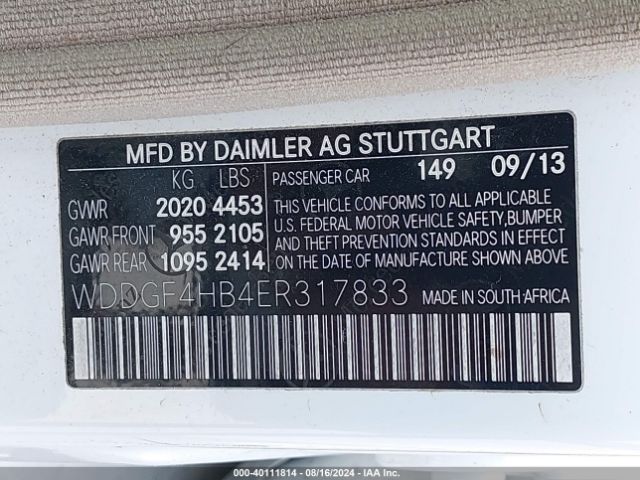 MFD BY DAIMLER AG STUTTGART
KG LBS PASSENGER CAR 149 09/13
GVWR 2020 4453
GAWR FRONT 955 2105
GAWR REAR 1095 2414
THIS VEHICLE CONFORMS TO ALL APPLICABLE
U.S. FEDERAL MOTOR VEHICLE SAFETY, BUMPER
AND THEFT PREVENTION STANDARDS IN EFFECT
ON DATE OF MANUFACTURE SHOWN ABOVE
WDDGF4HB4ER317833 MADE IN SOUTH AFRICA
000-40111814 - 08/16/2024 - IAA Inc.